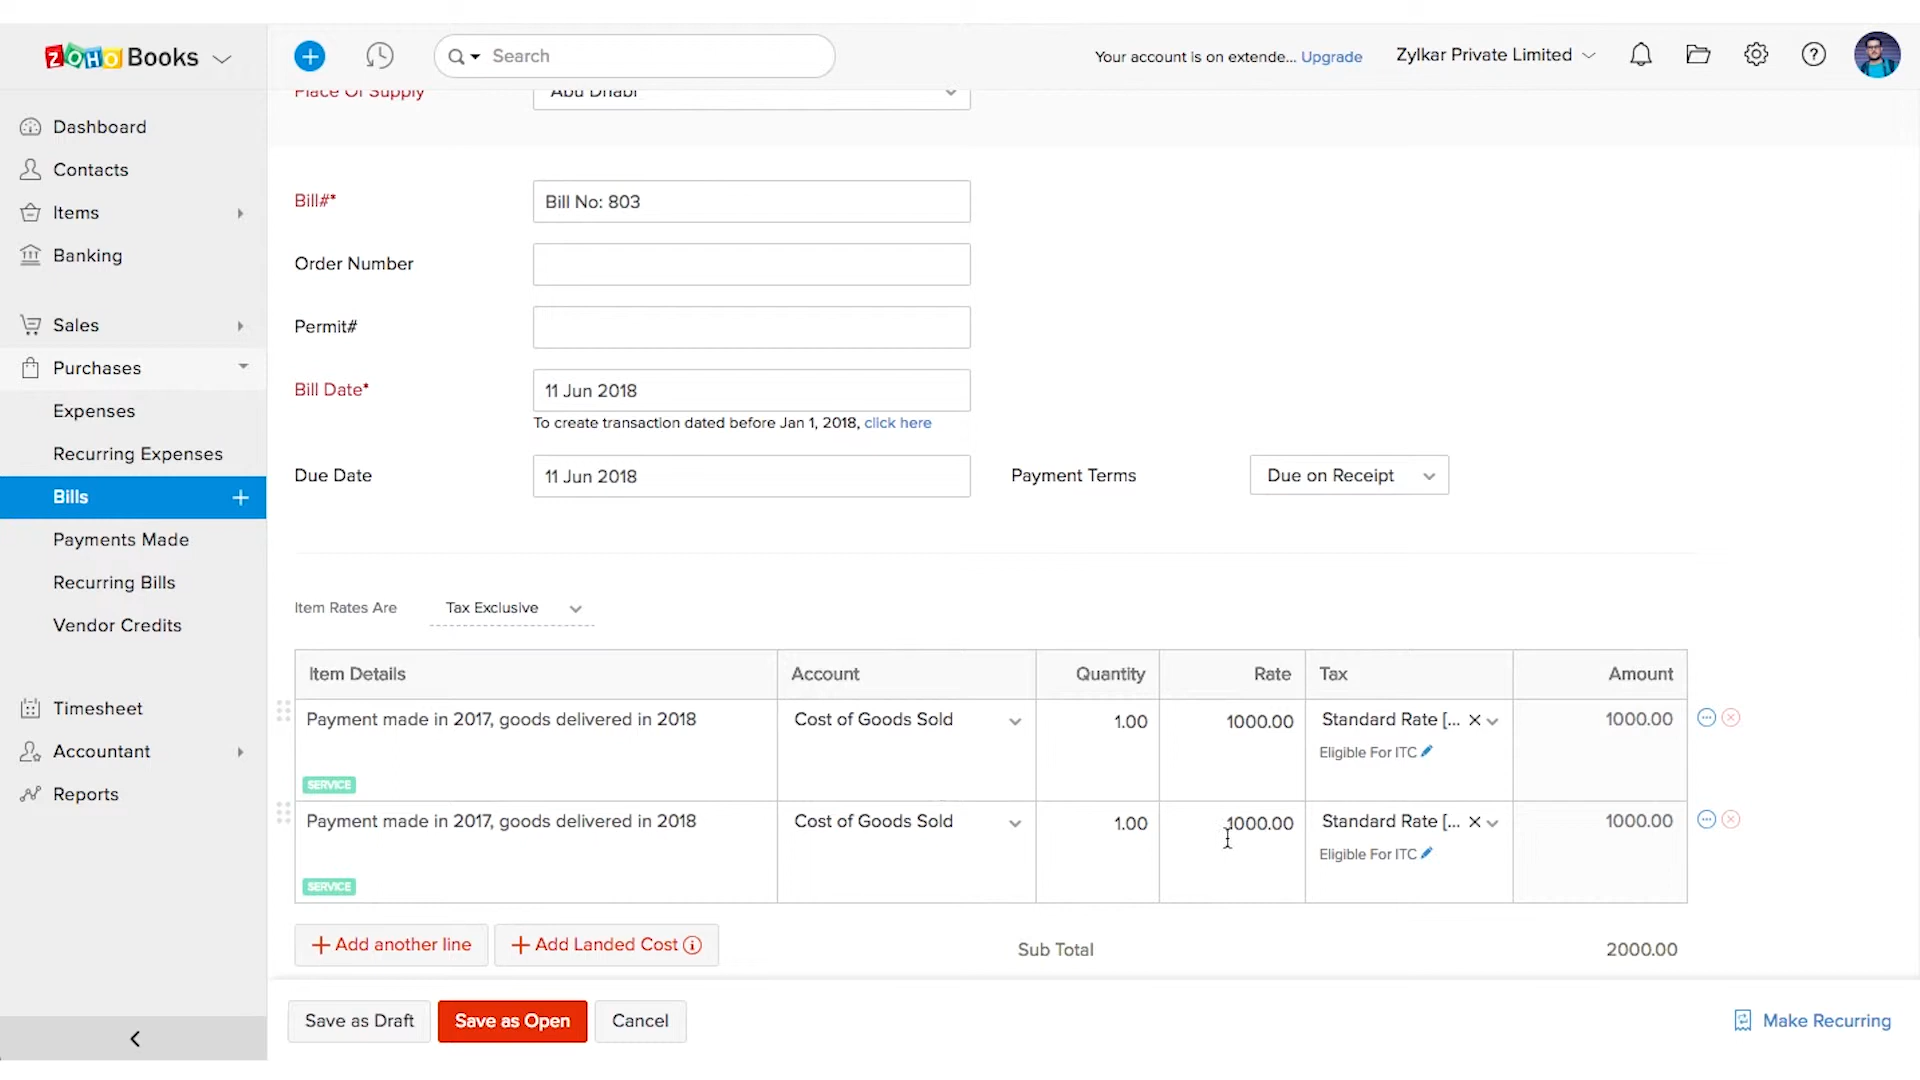 ZOHO Books
Search
Your account is on extende... Upgrade
Zylkar Private Limited
Dashboard
Contacts
Items
Banking
Sales
Purchases
Expenses
Recurring Expenses
Bills
Payments Made
Recurring Bills
Vendor Credits
Timesheet
Accountant
Reports
Place Of Supply
Abu Dhabi
Bill#*
Bill No: 803
Order Number
Permit#
Bill Date*
11 Jun 2018
To create transaction dated before Jan 1, 2018, click here
Due Date
11 Jun 2018
Payment Terms
Due on Receipt
Item Rates Are
Tax Exclusive
Item Details Account Quantity Rate Tax Amount
Payment made in 2017, goods delivered in 2018 Cost of Goods Sold 1.00 1000.00 Standard Rate [... 1000.00
Eligible For ITC
SERVICE
Payment made in 2017, goods delivered in 2018 Cost of Goods Sold 1.00 1000.00 Standard Rate [... 1000.00
Eligible For ITC
SERVICE
+ Add another line
+ Add Landed Cost
Sub Total 2000.00
Save as Draft
Save as Open
Cancel
Make Recurring